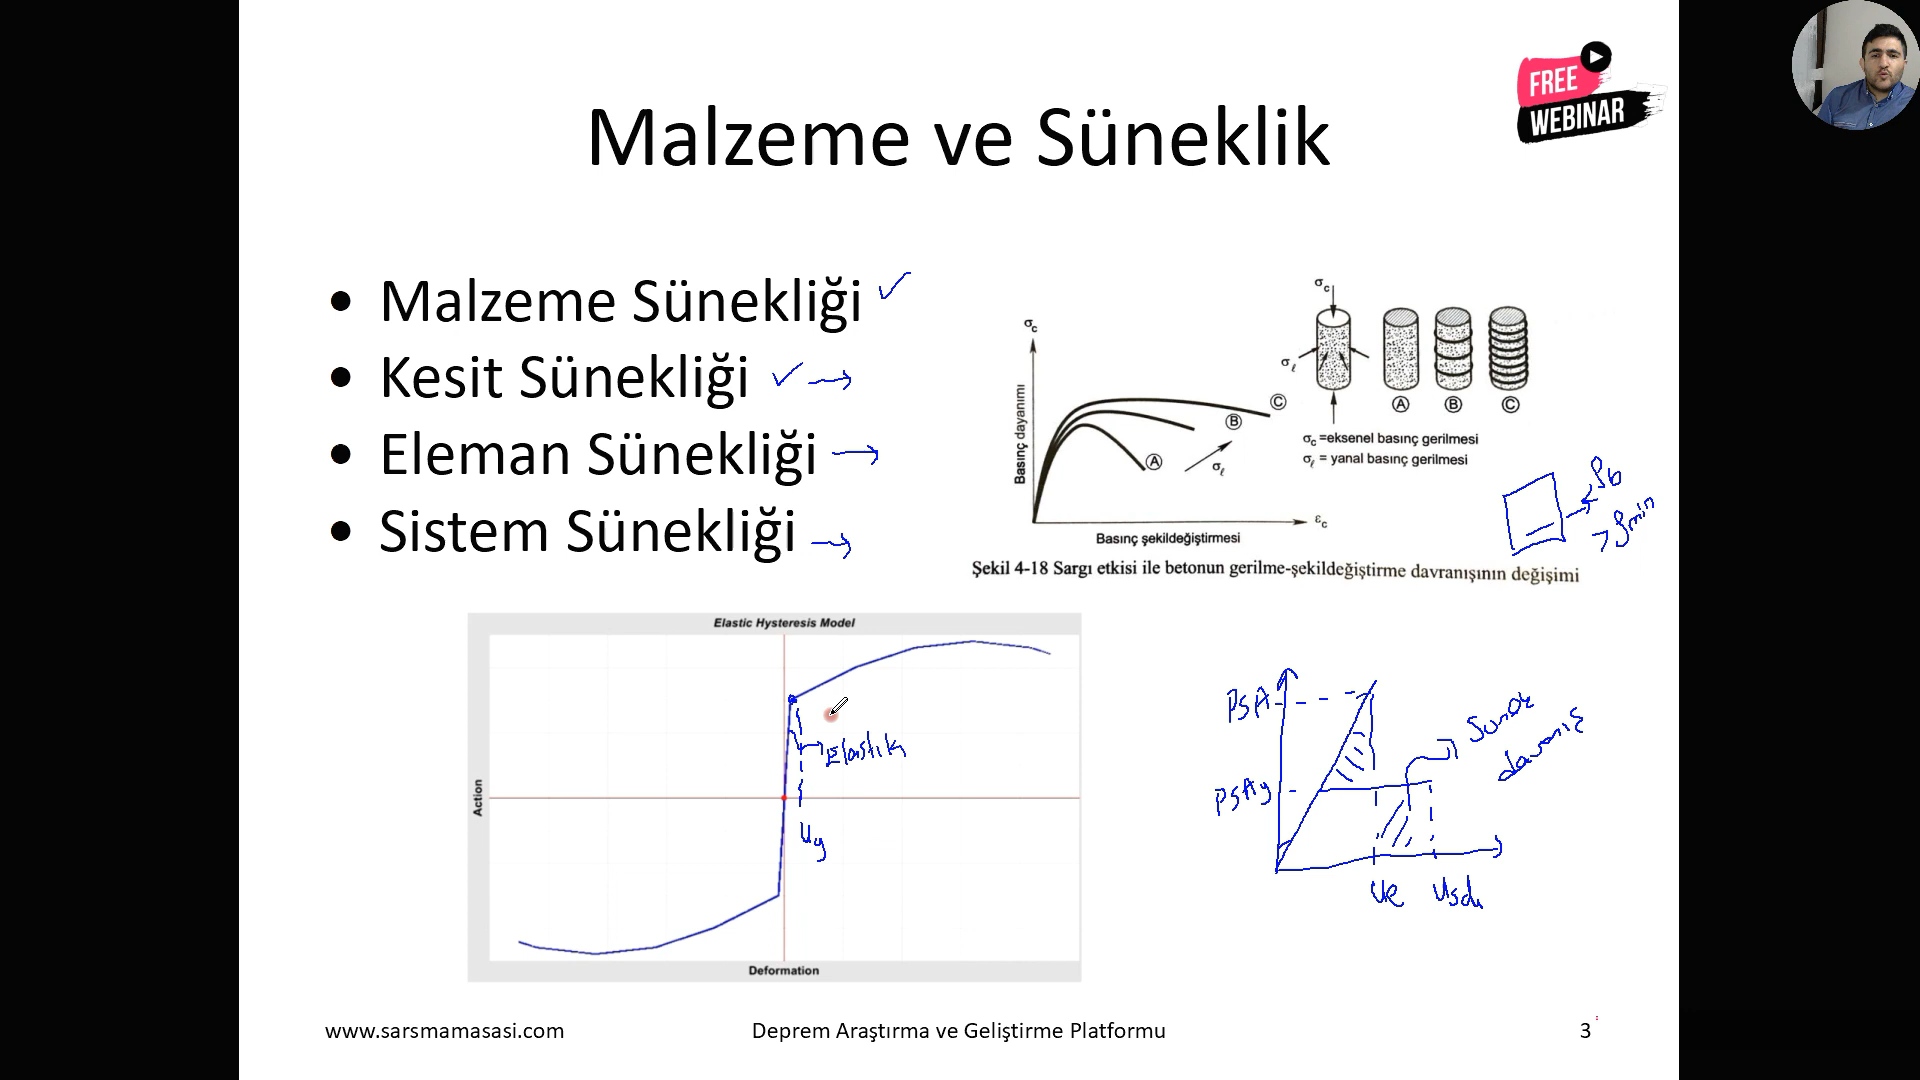 FREE
WEBINAR
Malzeme ve Süneklik
• Malzeme Sünekliği
• Kesit Sünekliği
• Eleman Sünekliği
• Sistem Sünekliği
σc
σc
σℓ
Basınç dayanımı
Ⓐ Ⓑ Ⓒ
Ⓒ
Ⓑ
Ⓐ
σℓ
σc =eksenel basınç gerilmesi
σℓ = yanal basınç gerilmesi
εc
Basınç şekildeğiştirmesi
Şekil 4-18 Sargı etkisi ile betonun gerilme-şekildeğiştirme davranışının değişimi
ρb
> ρmin
Elastic Hysteresis Model
Action
Elastik
Uy
Deformation
PSA
PSAy
Sünek
davranış
Ue
www.sarsmamasasi.com
Deprem Araştırma ve Geliştirme Platformu
3